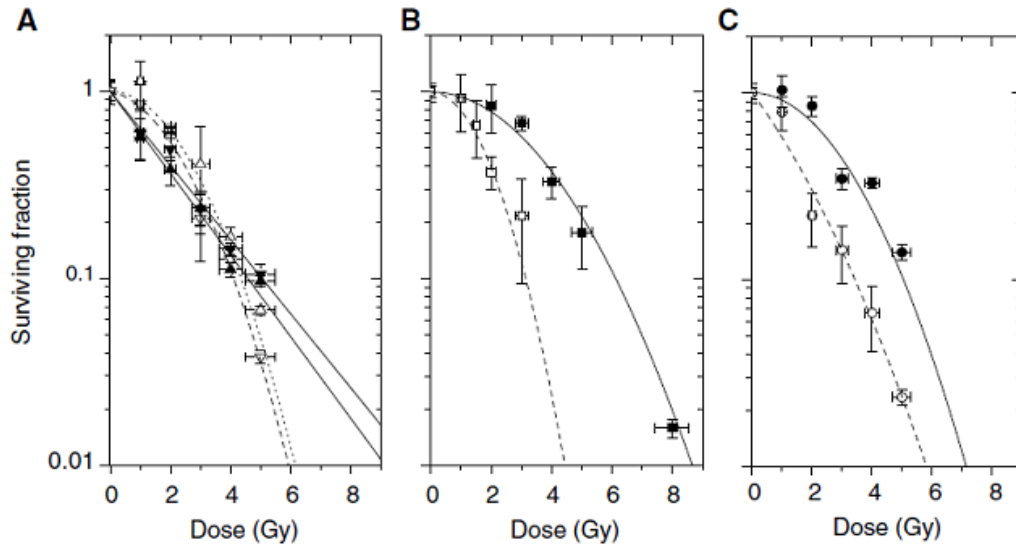 A
B
C
Surviving fraction
1
0.1
0.01
0 2 4 6 8
0 2 4 6 8
0 2 4 6 8
Dose (Gy)
Dose (Gy)
Dose (Gy)